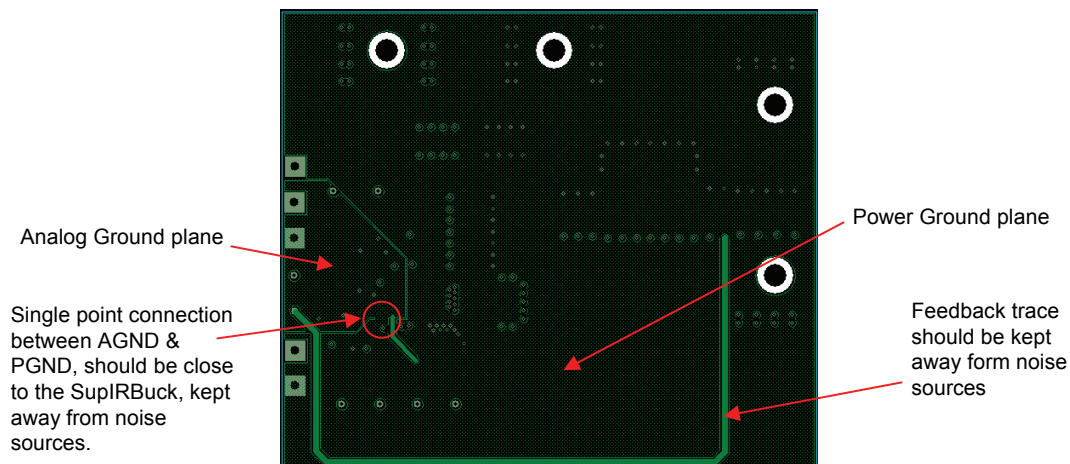 Analog Ground plane
Single point connection
between AGND &
PGND, should be close
to the SupIRBuck, kept
away from noise
sources.
Power Ground plane
Feedback trace
should be kept
away form noise
sources